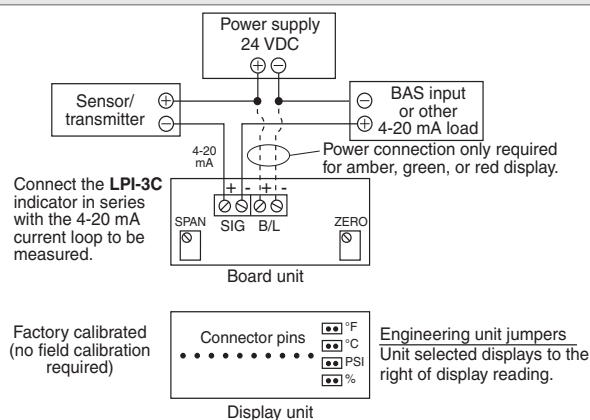 Power supply
24 VDC
+ −
Sensor/
transmitter
+
−
BAS input
or other
4-20 mA load
−
+
4-20
mA
Power connection only required
for amber, green, or red display.
Connect the LPI-3C
indicator in series
with the 4-20 mA
current loop to be
measured.
+ - + -
SPAN
SIG B/L
ZERO
Board unit
Factory calibrated
(no field calibration
required)
Connector pins
°F
°C
PSI
%
Engineering unit jumpers
Unit selected displays to the
right of display reading.
Display unit